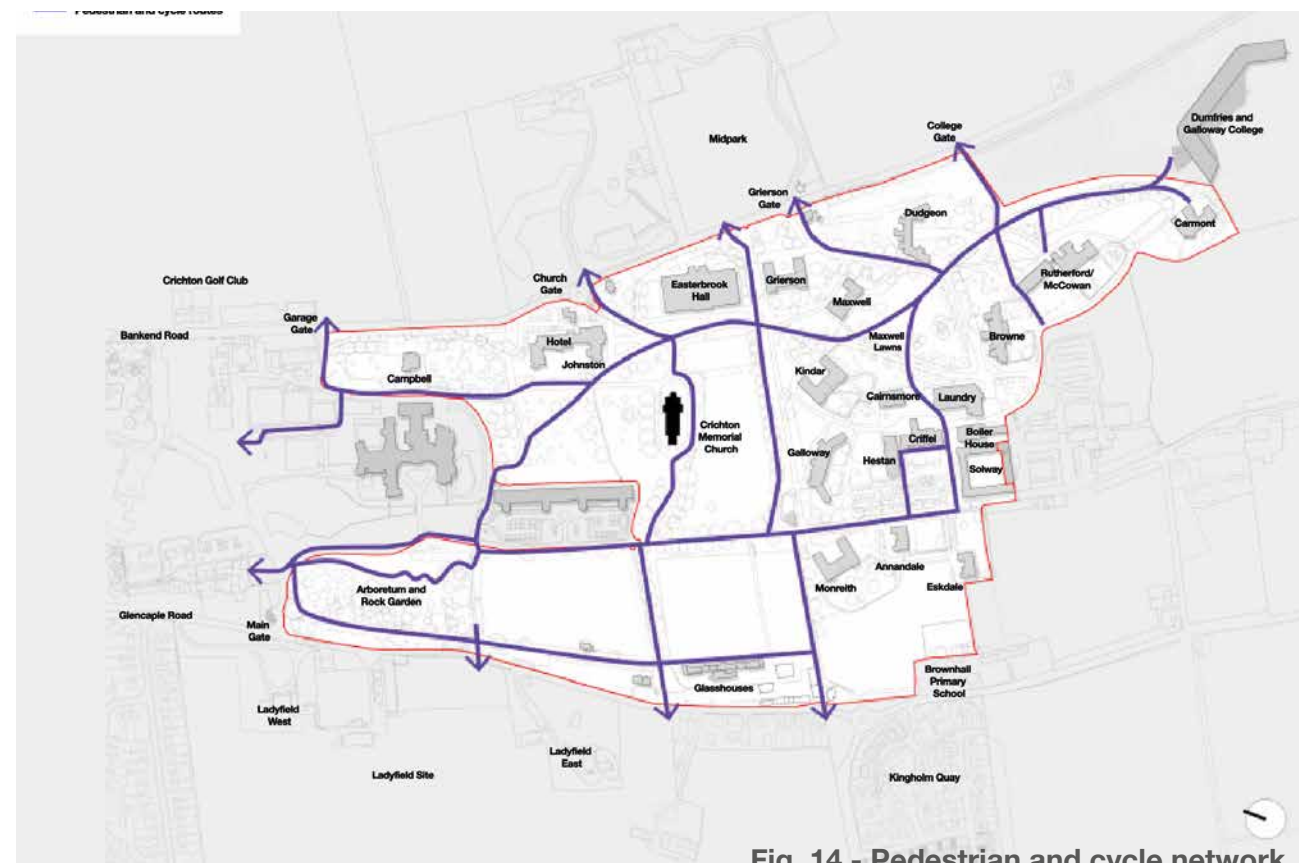 Pedestrian and cycle routes
Dumfries and
Galloway College
College
Gate
Midpark
Grierson
Gate
Dudgeon
Carmont
Rutherford/
McCowan
Church
Gate
Easterbrook
Hall
Grierson
Crichton Golf Club
Maxwell
Garage
Gate
Bankend Road
Hotel
Johnston
Maxwell
Lawns
Browne
Campbell
Kindar
Cairnsmore
Laundry
Crichton
Memorial
Church
Galloway
Criffel
Boiler
House
Hestan
Solway
Annandale
Monreith
Eskdale
Arboretum and
Rock Garden
Glencaple Road
Main
Gate
Glasshouses
Brownhall
Primary
School
Ladyfield
West
Ladyfield
East
Ladyfield Site
Kingholm Quay
Fig. 14 - Pedestrian and cycle network